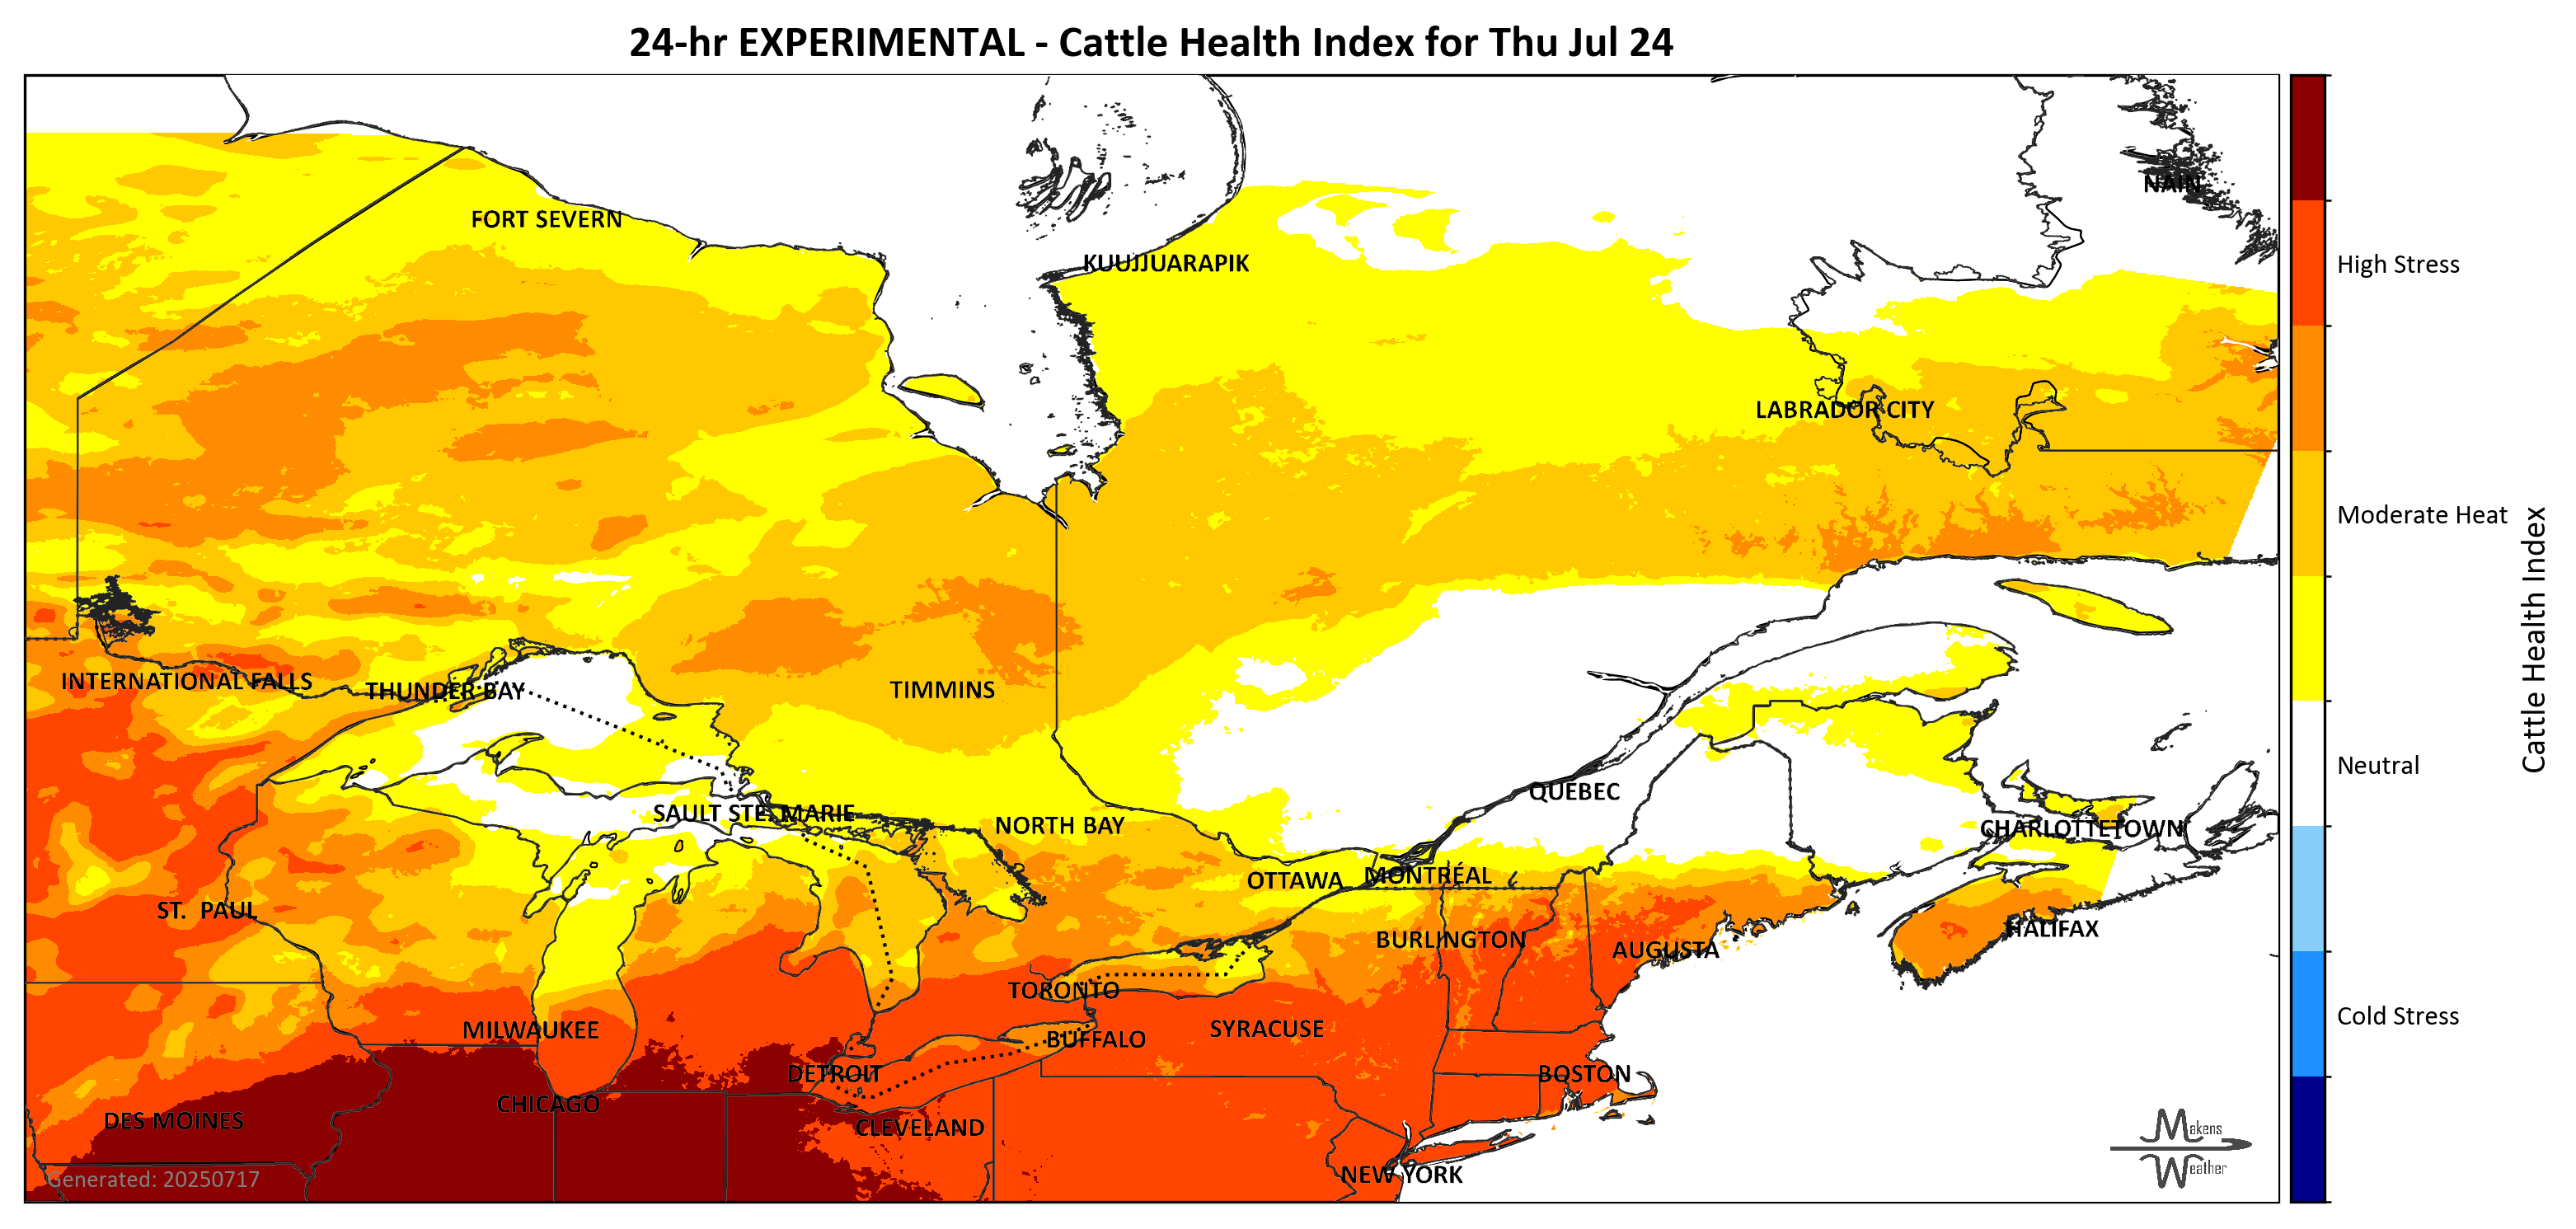 24-hr EXPERIMENTAL - Cattle Health Index for Thu Jul 24
NAIN
FORT SEVERN
KUUJJUARAPIK
High Stress
LABRADOR CITY
Moderate Heat
Cattle Health Index
INTERNATIONAL FALLS
THUNDER BAY
TIMMINS
Neutral
QUEBEC
SAULT STE. MARIE
NORTH BAY
CHARLOTTETOWN
OTTAWA
MONTRÉAL
ST. PAUL
HALIFAX
BURLINGTON
AUGUSTA
TORONTO
Cold Stress
MILWAUKEE
SYRACUSE
BUFFALO
DETROIT
BOSTON
CHICAGO
DES MOINES
CLEVELAND
Makens
Weather
NEW YORK
Generated: 20250717